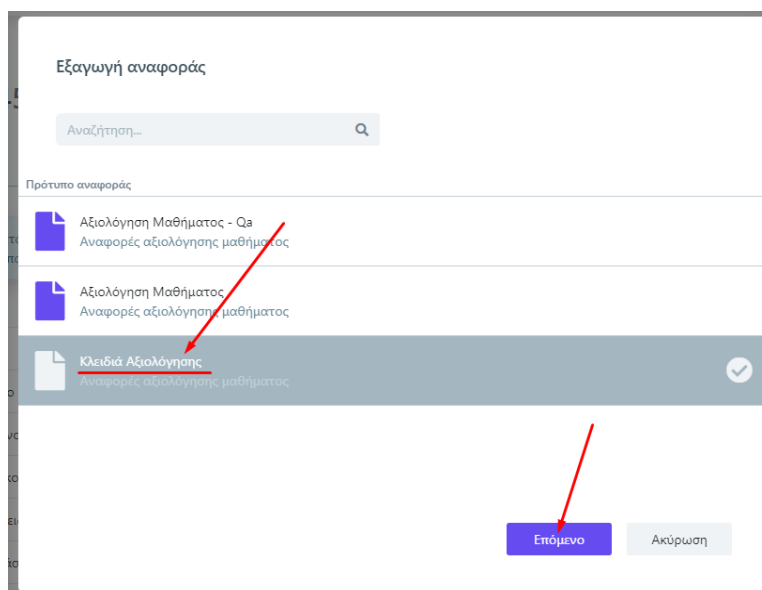 Εξαγωγή αναφοράς
Αναζήτηση...
Πρότυπο αναφοράς
Αξιολόγηση Μαθήματος - Qa
Αναφορές αξιολόγησης μαθήματος
Αξιολόγηση Μαθήματος
Αναφορές αξιολόγησης μαθήματος
Κλειδιά Αξιολόγησης
Αναφορές αξιολόγησης μαθήματος
Επόμενο
Ακύρωση